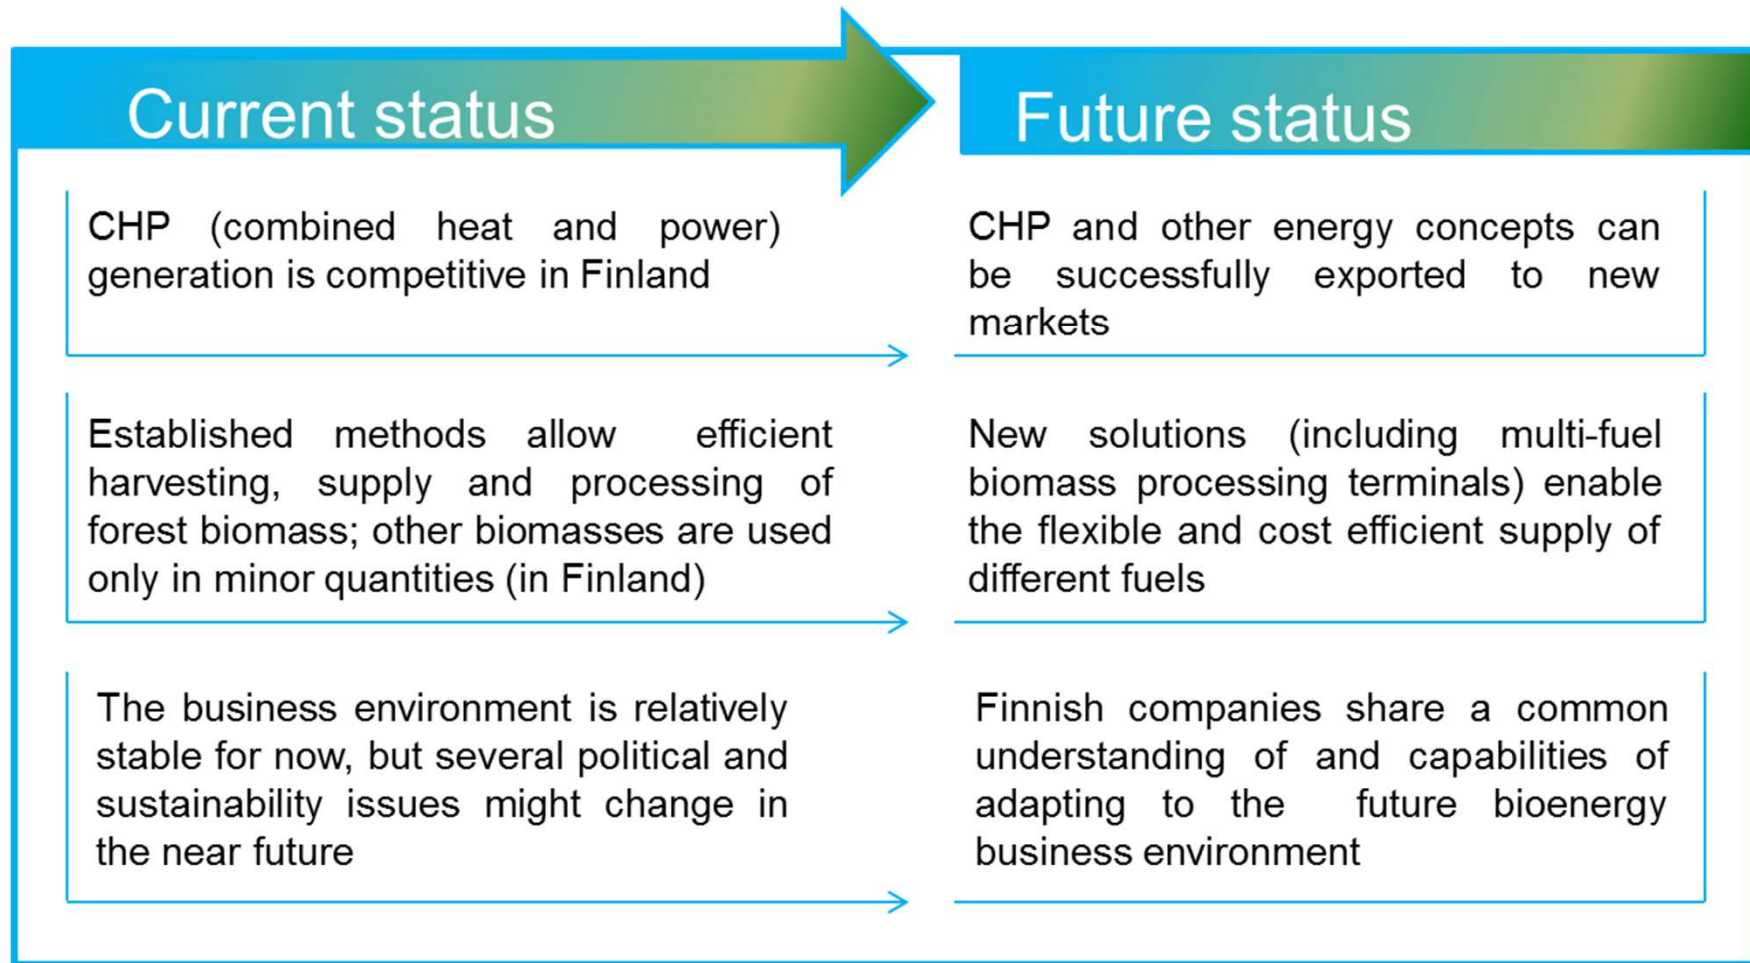 Current status
Future status
CHP (combined heat and power)
generation is competitive in Finland
CHP and other energy concepts can
be successfully exported to new
markets
Established methods allow efficient
harvesting, supply and processing of
forest biomass; other biomasses are used
only in minor quantities (in Finland)
New solutions (including multi-fuel
biomass processing terminals) enable
the flexible and cost efficient supply of
different fuels
The business environment is relatively
stable for now, but several political and
sustainability issues might change in
the near future
Finnish companies share a common
understanding of and capabilities of
adapting to the future bioenergy
business environment